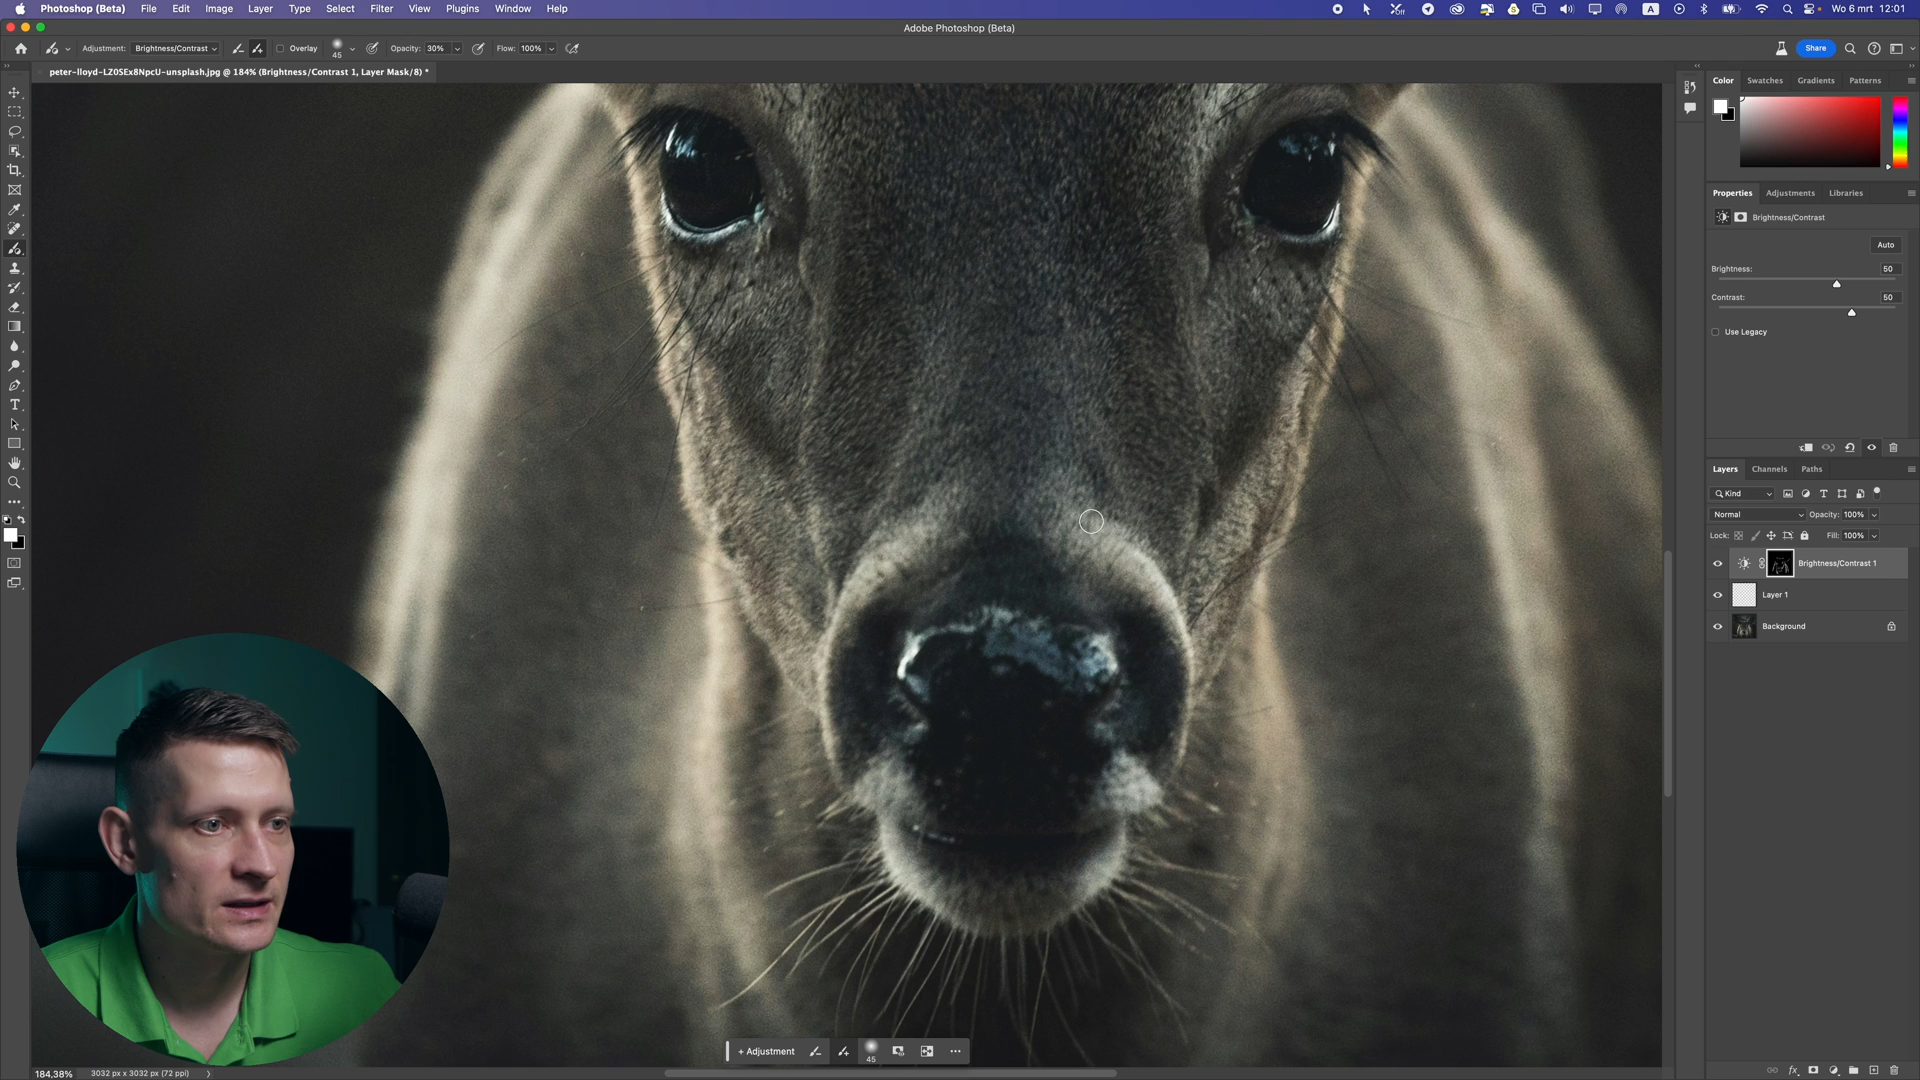 Photoshop (Beta) File Edit Image Layer Type Select Filter View Plugins Window Help
A Wo 6 mrt 12:01
Adobe Photoshop (Beta)
Adjustment: Brightness/Contrast Overlay 45 Opacity: 30% Flow: 100% Share
peter-lloyd-LZ0SEx8NpcU-unsplash.jpg @ 184% (Brightness/Contrast 1, Layer Mask/8) *
Color Swatches Gradients Patterns
Properties Adjustments Libraries
Brightness/Contrast
Auto
Brightness: 50
Contrast: 50
Use Legacy
Layers Channels Paths
Kind
Normal Opacity: 100%
Lock: Fill: 100%
Brightness/Contrast 1
Layer 1
Background
+ Adjustment 45
184,38% 3032 px x 3032 px (72 ppi)
fx